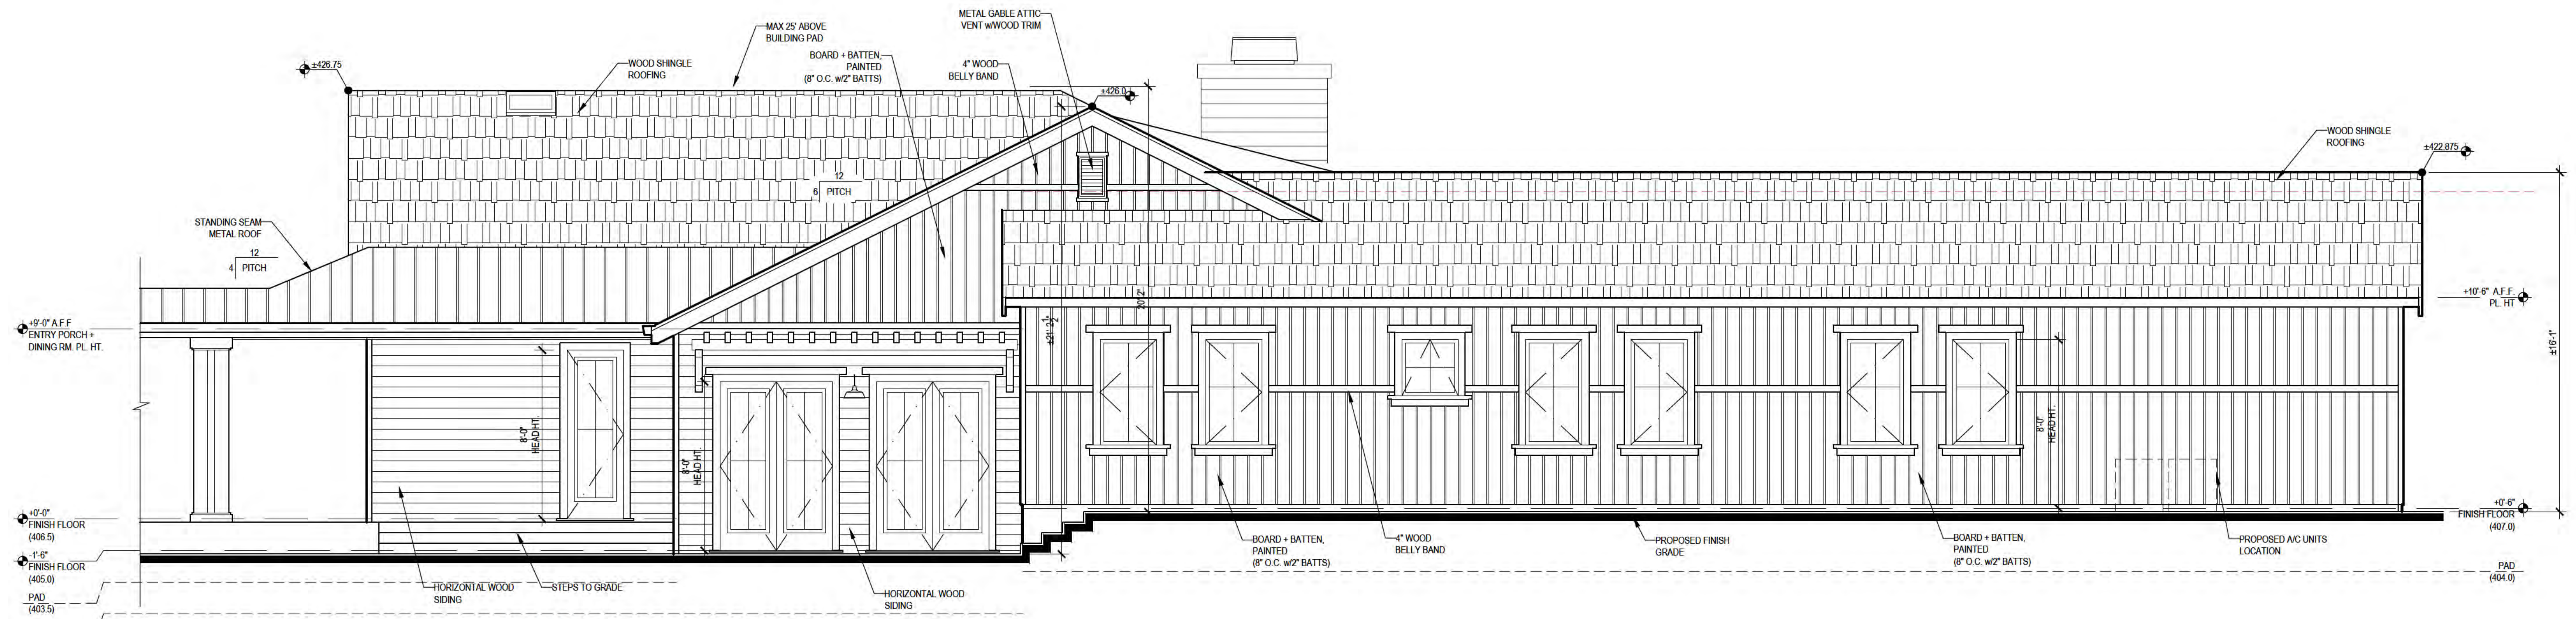 METAL GABLE ATTIC
VENT w/WOOD TRIM
MAX 25' ABOVE
BUILDING PAD
BOARD + BATTEN,
PAINTED
(8" O.C. w/2" BATTS)
4" WOOD
BELLY BAND
WOOD SHINGLE
ROOFING
±426.75
±426.0
WOOD SHINGLE
ROOFING
±422.875
12
6 PITCH
STANDING SEAM
METAL ROOF
12
4 PITCH
+9'-0" A.F.F
ENTRY PORCH +
DINING RM. PL. HT.
+10'-6" A.F.F.
PL. HT
20'-2"
±21'-2 1/2"
±16'-1"
8'-0"
HEAD HT.
8'-0"
HEAD HT.
8'-0"
HEAD HT.
+0'-0"
FINISH FLOOR
(406.5)
-1'-6"
FINISH FLOOR
(405.0)
PAD
(403.5)
+0'-6"
FINISH FLOOR
(407.0)
PAD
(404.0)
HORIZONTAL WOOD
SIDING
STEPS TO GRADE
HORIZONTAL WOOD
SIDING
BOARD + BATTEN,
PAINTED
(8" O.C. w/2" BATTS)
4" WOOD
BELLY BAND
PROPOSED FINISH
GRADE
BOARD + BATTEN,
PAINTED
(8" O.C. w/2" BATTS)
PROPOSED A/C UNITS
LOCATION